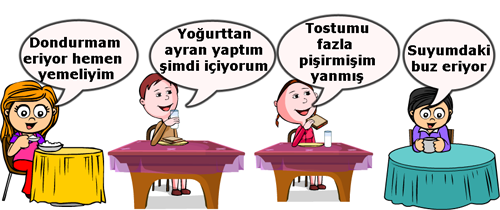 Dondurmam
eriyor hemen
yemeliyim
Yoğurttan
ayran yaptım
şimdi içiyorum
Tostumu
fazla
pişirmişim
yanmış
Suyumdaki
buz eriyor